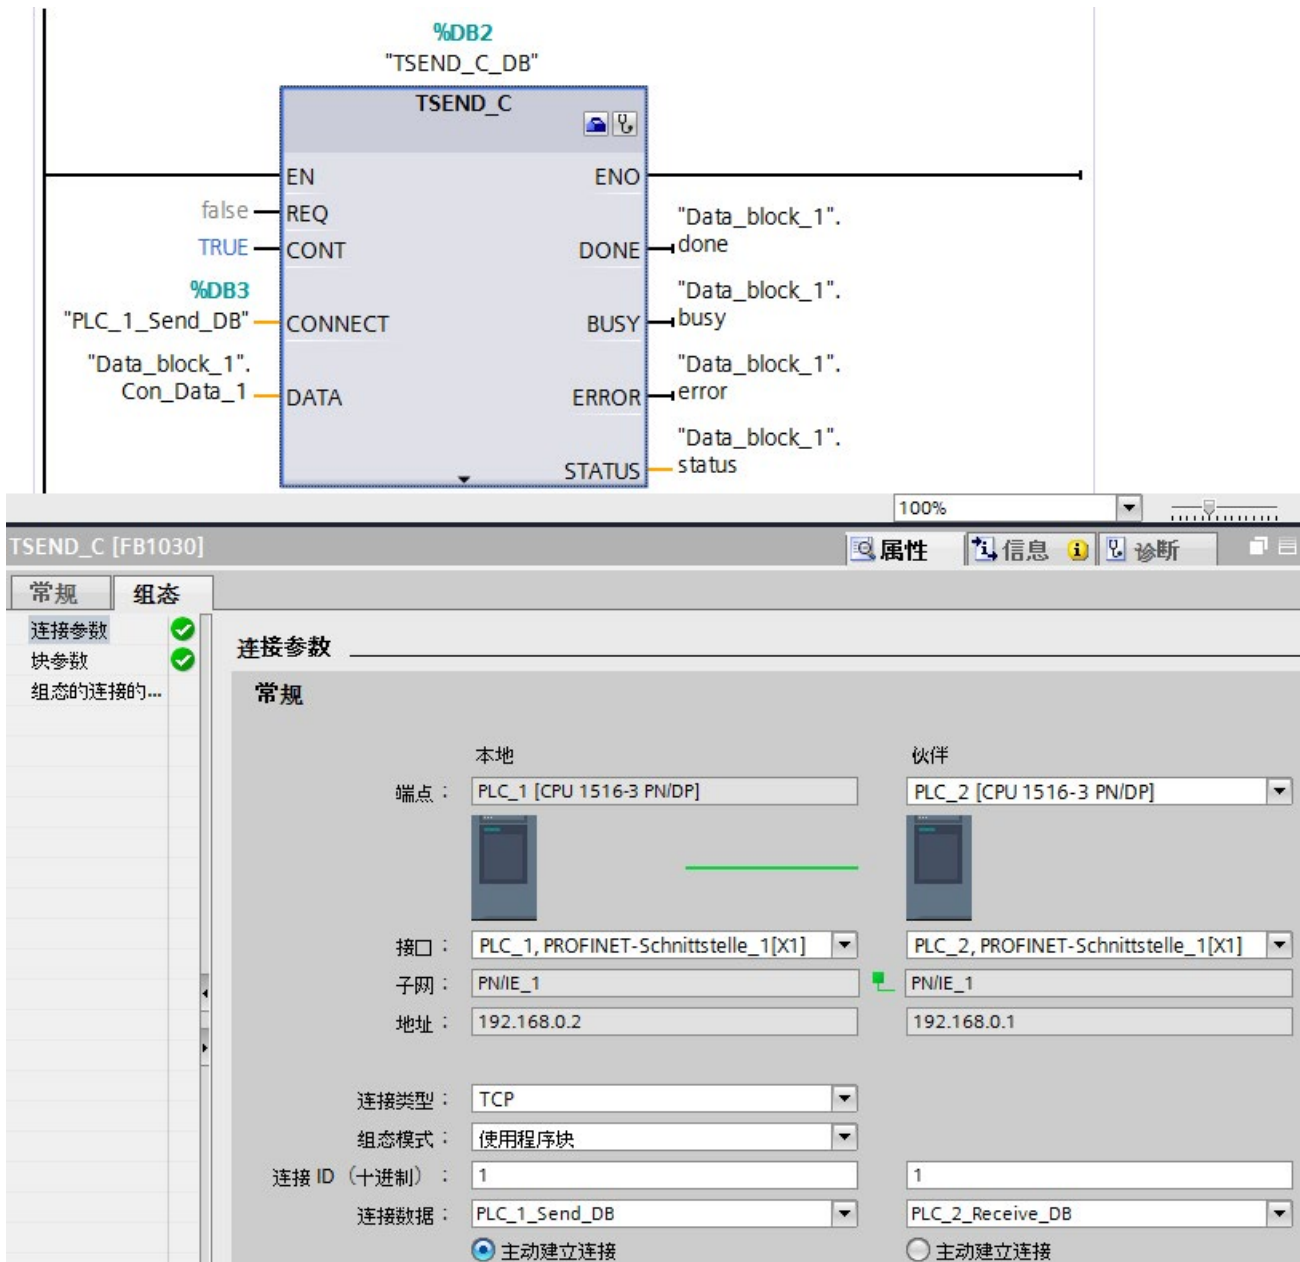 %DB2
"TSEND_C_DB"
TSEND_C
EN ENO
false REQ
"Data_block_1".
TRUE CONT DONE done
%DB3
"Data_block_1".
"PLC_1_Send_DB" CONNECT BUSY busy
"Data_block_1". "Data_block_1".
Con_Data_1 DATA ERROR error
"Data_block_1".
STATUS status
100%
TSEND_C [FB1030] 属性 信息 诊断
常规 组态
连接参数
块参数
组态的连接的...
连接参数
常规
本地 伙伴
端点： PLC_1 [CPU 1516-3 PN/DP] PLC_2 [CPU 1516-3 PN/DP]
接口： PLC_1, PROFINET-Schnittstelle_1[X1] PLC_2, PROFINET-Schnittstelle_1[X1]
子网： PN/IE_1 PN/IE_1
地址： 192.168.0.2 192.168.0.1
连接类型： TCP
组态模式： 使用程序块
连接 ID（十进制）： 1 1
连接数据： PLC_1_Send_DB PLC_2_Receive_DB
主动建立连接 主动建立连接